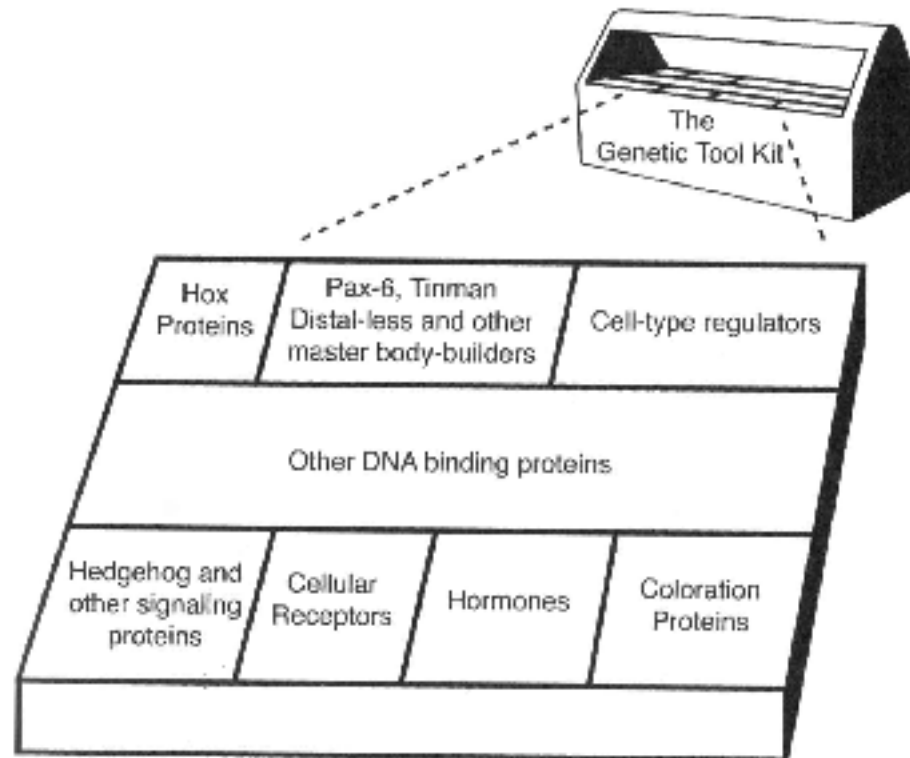 The
Genetic Tool Kit
Hox
Proteins
Pax-6, Tinman
Distal-less and other
master body-builders
Cell-type regulators
Other DNA binding proteins
Hedgehog and
other signaling
proteins
Cellular
Receptors
Hormones
Coloration
Proteins